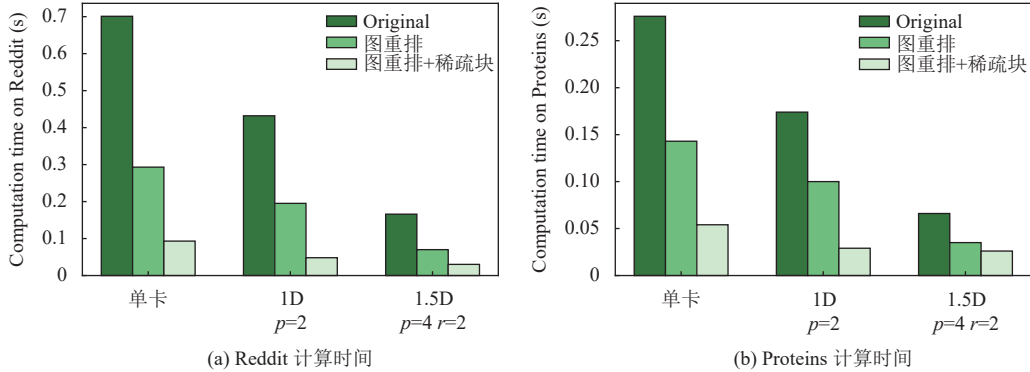 Computation time on Reddit (s)
0.7
0.6
0.5
0.4
0.3
0.2
0.1
0
Original
图重排
图重排+稀疏块
单卡
1D
p=2
1.5D
p=4 r=2
(a) Reddit 计算时间
Computation time on Proteins (s)
0.25
0.20
0.15
0.10
0.05
0
Original
图重排
图重排+稀疏块
单卡
1D
p=2
1.5D
p=4 r=2
(b) Proteins 计算时间